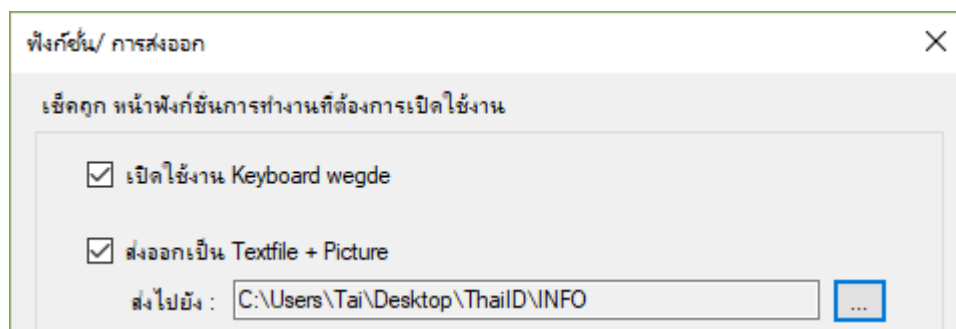 ฟังก์ชั่น/ การส่งออก
เช็คถูก หน้าฟังก์ชั่นการทำงานที่ต้องการเปิดใช้งาน
เปิดใช้งาน Keyboard wegde
ส่งออกเป็น Textfile + Picture
ส่งไปยัง : C:\Users\Tai\Desktop\ThaiID\INFO ...